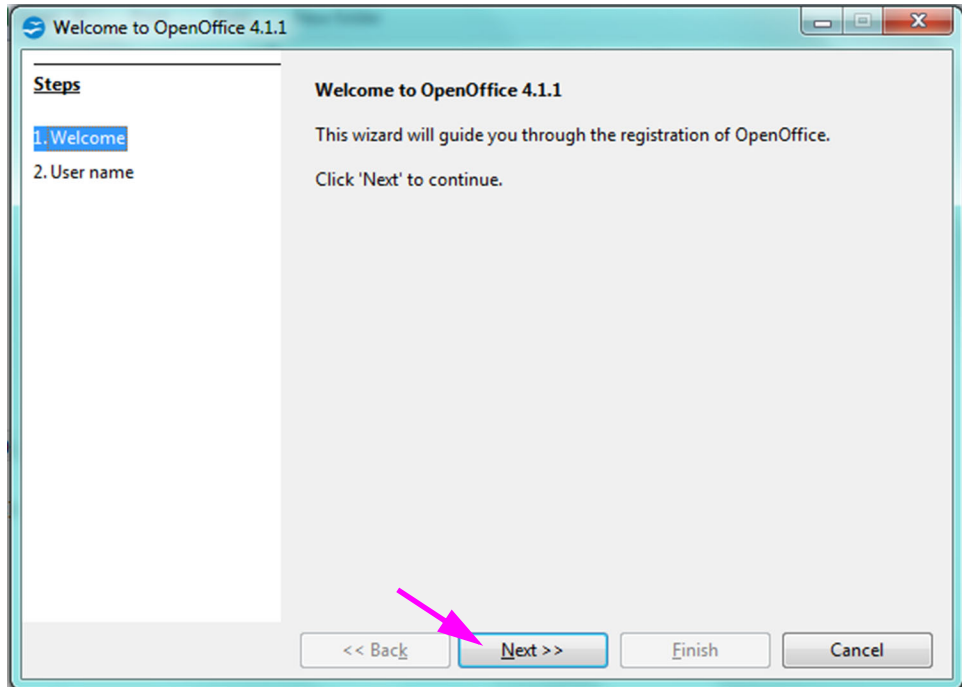 Welcome to OpenOffice 4.1.1
Steps
1. Welcome
2. User name
Welcome to OpenOffice 4.1.1
This wizard will guide you through the registration of OpenOffice.
Click 'Next' to continue.
<< Back
Next >>
Finish
Cancel